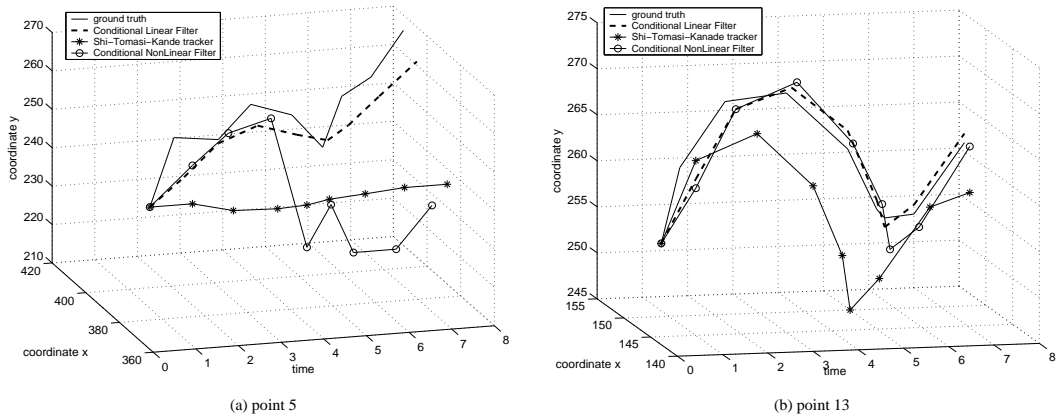 270
260
250
240
230
220
210
420
400
380
360
0
1
2
3
4
5
6
7
8
coordinate y
coordinate x
time
ground truth
Conditional Linear Filter
Shi−Tomasi−Kanade tracker
Conditional NonLinear Filter
(a) point 5
275
270
265
260
255
250
245
155
150
145
140
0
1
2
3
4
5
6
7
8
coordinate y
coordinate x
time
ground truth
Conditional Linear Filter
Shi−Tomasi−Kanade tracker
Conditional NonLinear Filter
(b) point 13